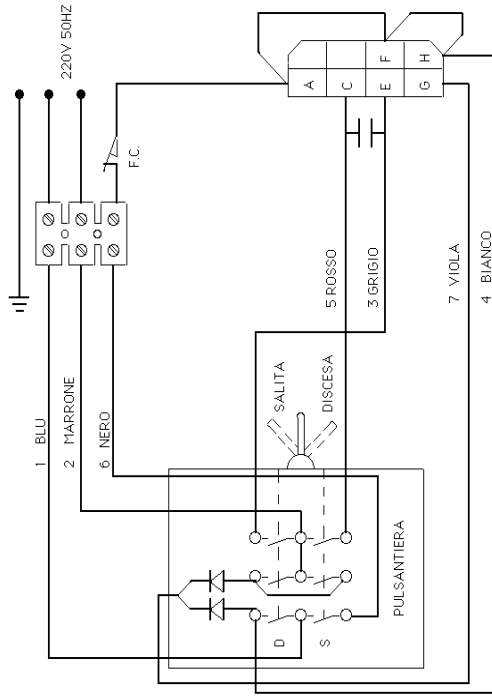 220V 50HZ
F.C.
A
C
E
F
G
H
1 BLU
2 MARRONE
6 NERO
5 ROSSO
3 GRIGIO
7 VIOLA
4 BIANCO
SALITA
DISCESA
PULSANTIERA
D
S